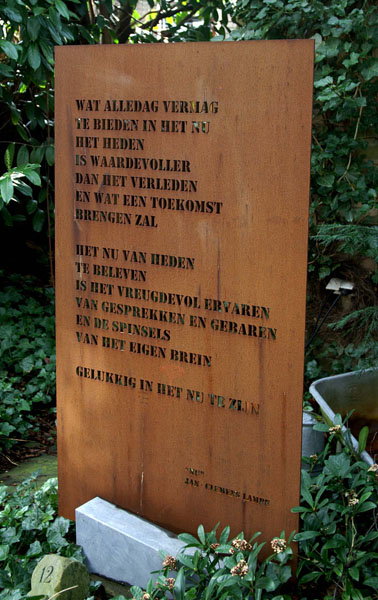 WAT ALLEDAG VERMAG
TE BIEDEN IN HET NU
HET HEDEN
IS WAARDEVOLLER
DAN HET VERLEDEN
EN WAT EEN TOEKOMST
BRENGEN ZAL
HET NU VAN HEDEN
TE BELEVEN
IS HET VREUGDEVOL ERVAREN
VAN GESPREKKEN EN GEBAREN
EN DE SPINSELS
VAN HET EIGEN BREIN
GELUKKIG IN HET NU TE ZIJN
"NU"
JAN CLEMENS
12